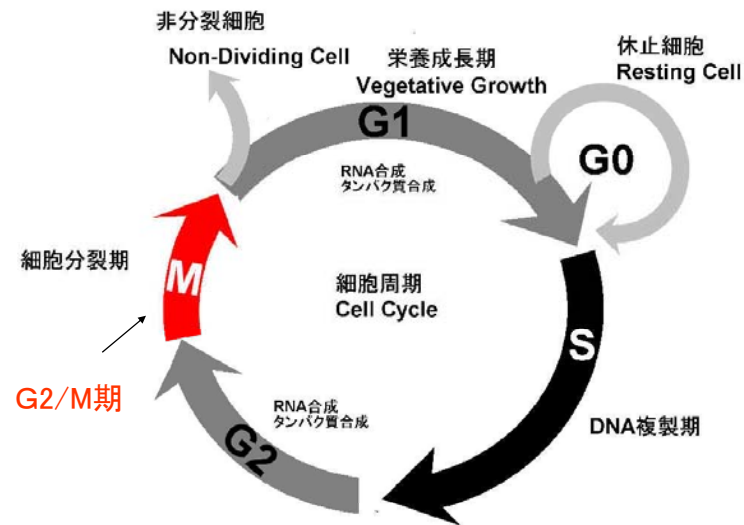 非分裂細胞
Non-Dividing Cell
栄養成長期
Vegetative Growth
休止細胞
Resting Cell
G1
G0
RNA合成
タンパク質合成
細胞分裂期
M
細胞周期
Cell Cycle
S
G2/M期
RNA合成
タンパク質合成
G2
DNA複製期